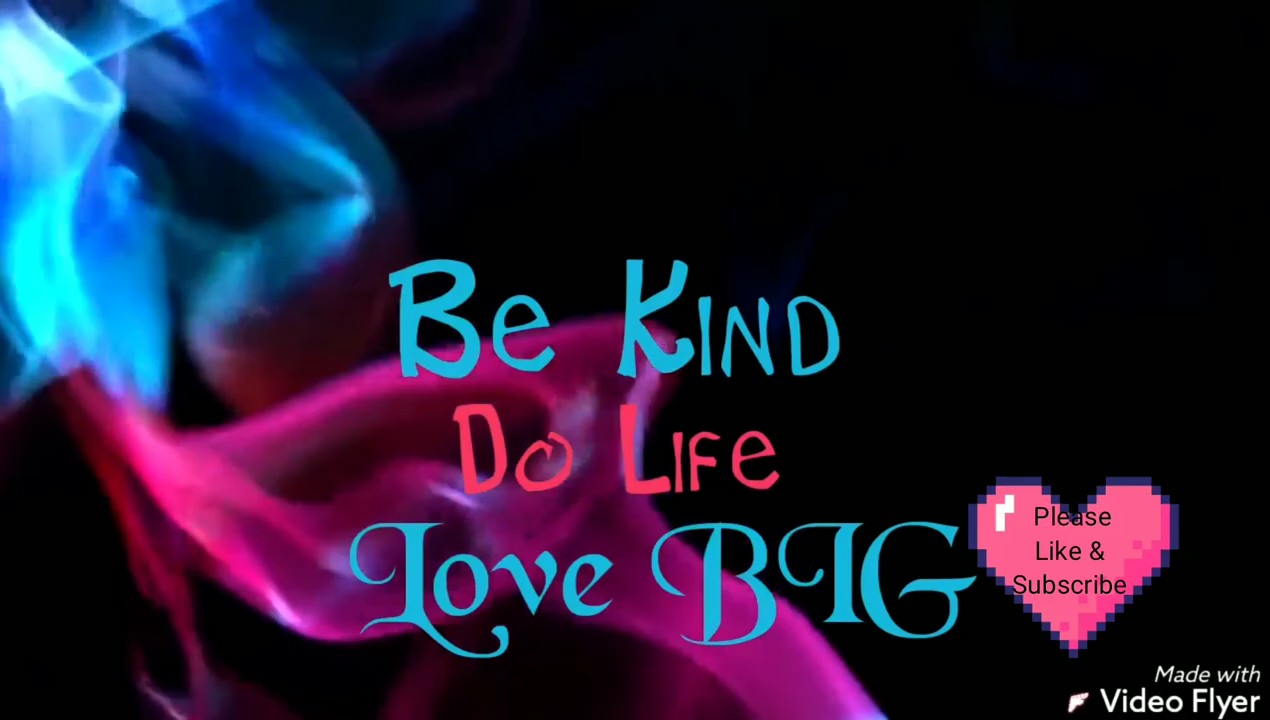 Be Kind
Do Life
Love BIG
Please
Like &
Subscribe
Made with
Video Flyer